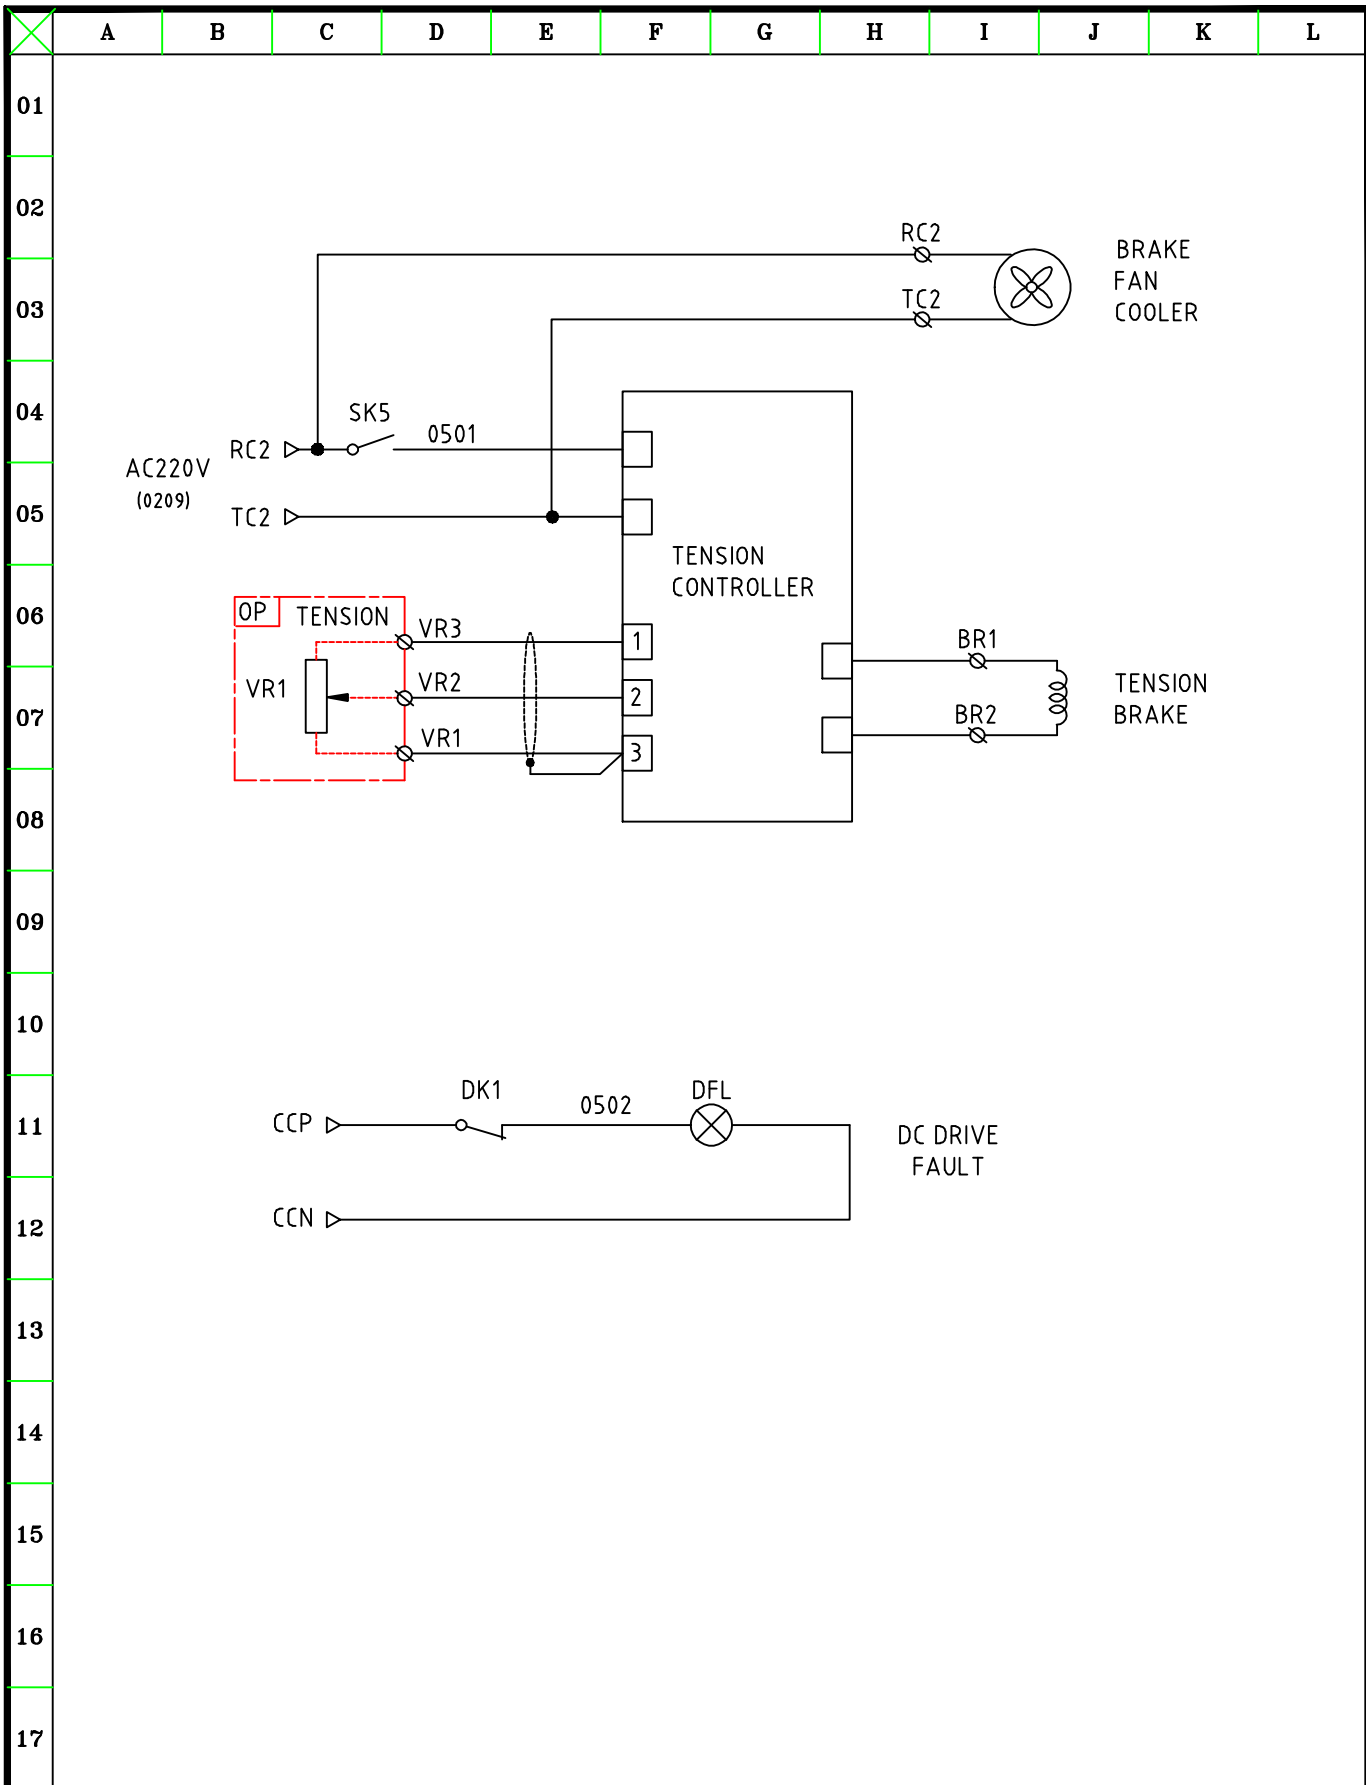 A B C D E F G H I J K L
01
02
RC2
BRAKE
FAN
COOLER
TC2
03
04
SK5
0501
RC2
AC220V
(0209)
TC2
05
TENSION
CONTROLLER
06
OP
TENSION
VR3
1
BR1
VR1
VR2
2
TENSION
BRAKE
07
BR2
VR1
3
08
09
10
DK1
0502
DFL
CCP
11
DC DRIVE
FAULT
CCN
12
13
14
15
16
17